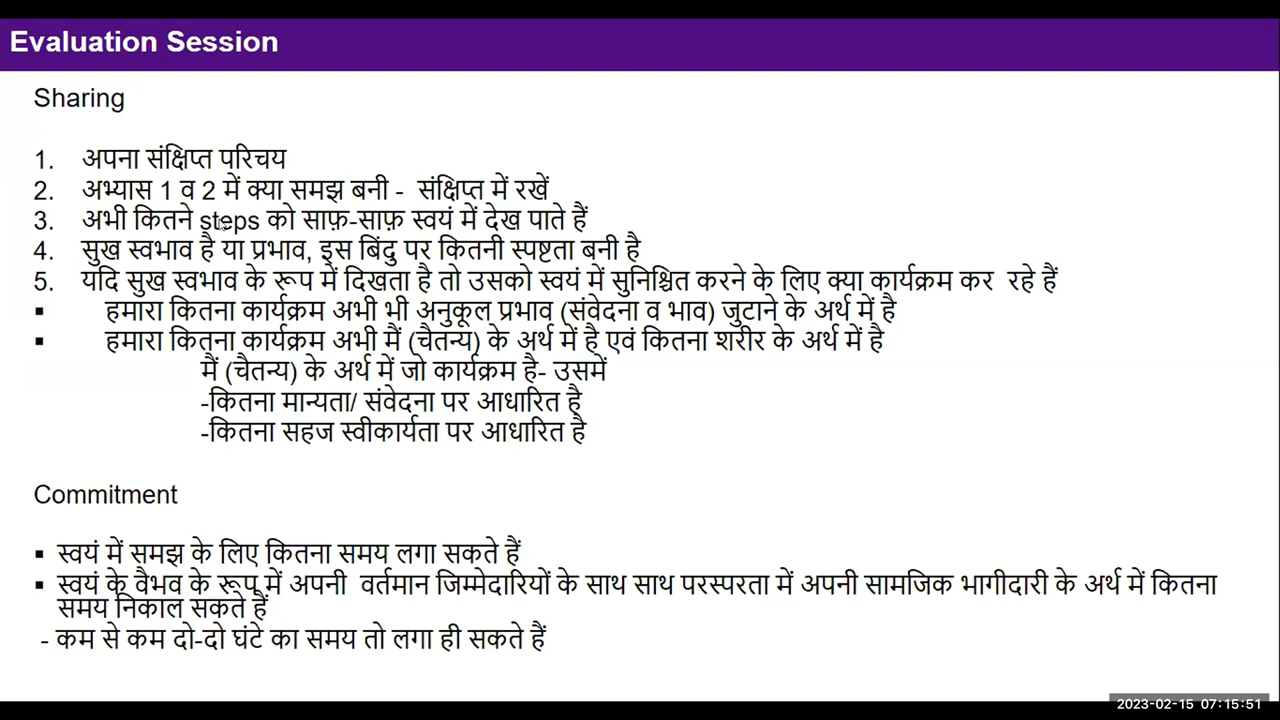 Evaluation Session
Sharing
1. अपना संक्षिप्त परिचय
2. अभ्यास 1 व 2 में क्या समझ बनी - संक्षिप्त में रखें
3. अभी कितने steps को साफ़-साफ़ स्वयं में देख पाते हैं
4. सुख स्वभाव है या प्रभाव, इस बिंदु पर कितनी स्पष्टता बनी है
5. यदि सुख स्वभाव के रूप में दिखता है तो उसको स्वयं में सुनिश्चित करने के लिए क्या कार्यक्रम कर रहे हैं
▪ हमारा कितना कार्यक्रम अभी भी अनुकूल प्रभाव (संवेदना व भाव) जुटाने के अर्थ में है
▪ हमारा कितना कार्यक्रम अभी मैं (चैतन्य) के अर्थ में है एवं कितना शरीर के अर्थ में है
मैं (चैतन्य) के अर्थ में जो कार्यक्रम है- उसमें
-कितना मान्यता/ संवेदना पर आधारित है
-कितना सहज स्वीकार्यता पर आधारित है
Commitment
▪ स्वयं में समझ के लिए कितना समय लगा सकते हैं
▪ स्वयं के वैभव के रूप में अपनी वर्तमान जिम्मेदारियों के साथ साथ परस्परता में अपनी सामजिक भागीदारी के अर्थ में कितना
समय निकाल सकते हैं
- कम से कम दो-दो घंटे का समय तो लगा ही सकते हैं
2023-02-15 07:15:51